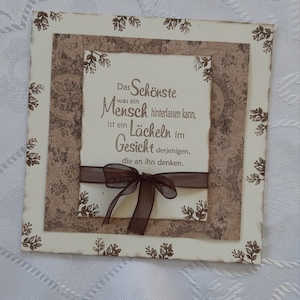 Das Schönste
was ein
Mensch hinterlassen kann,
ist ein Lächeln im
Gesicht derjenigen,
die an ihn denken.